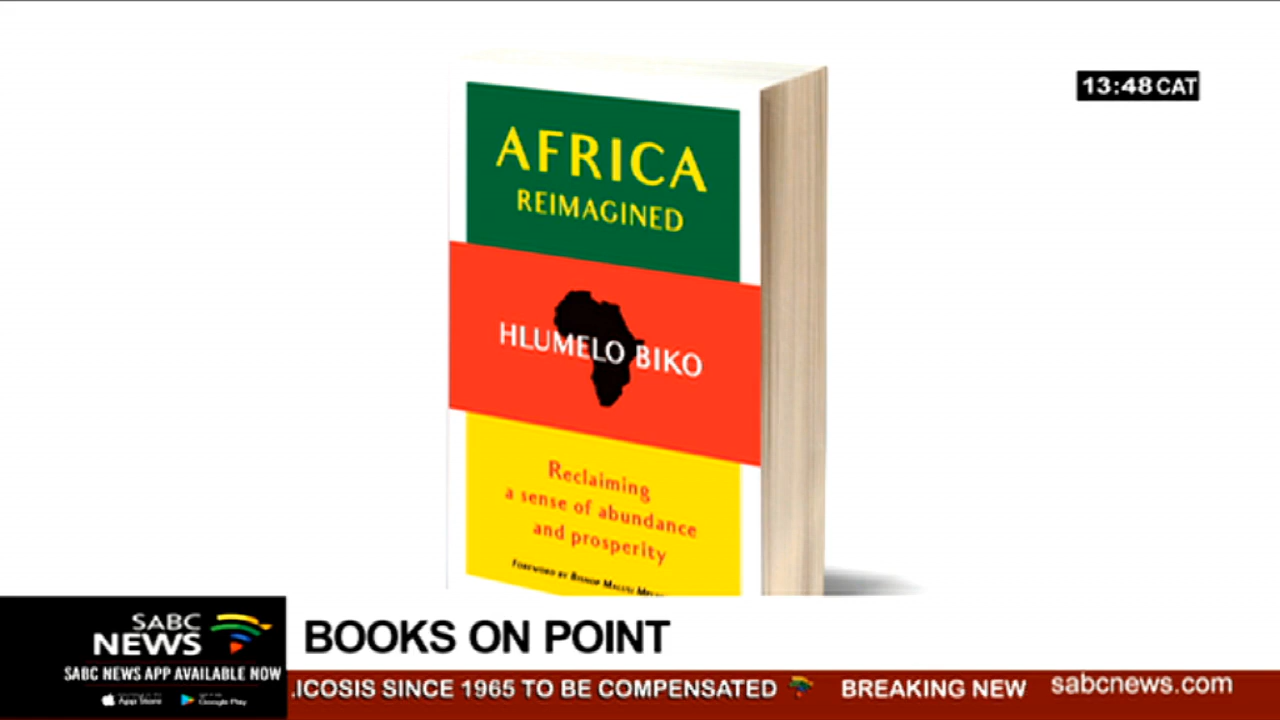 13:48 CAT
AFRICA
REIMAGINED
HLUMELO BIKO
Reclaiming
a sense of abundance
and prosperity
FOREWORD BY BISHOP MALUSI
SABC
NEWS
SABC NEWS APP AVAILABLE NOW
App Store
Google Play
BOOKS ON POINT
.ICOSIS SINCE 1965 TO BE COMPENSATED BREAKING NEW
sabcnews.com